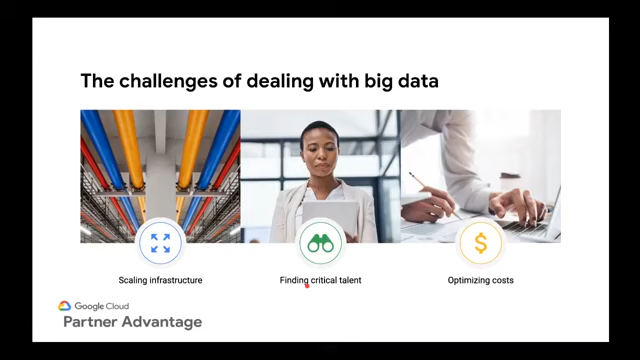 The challenges of dealing with big data
$
Scaling infrastructure
Finding critical talent
Optimizing costs
Google Cloud
Partner Advantage